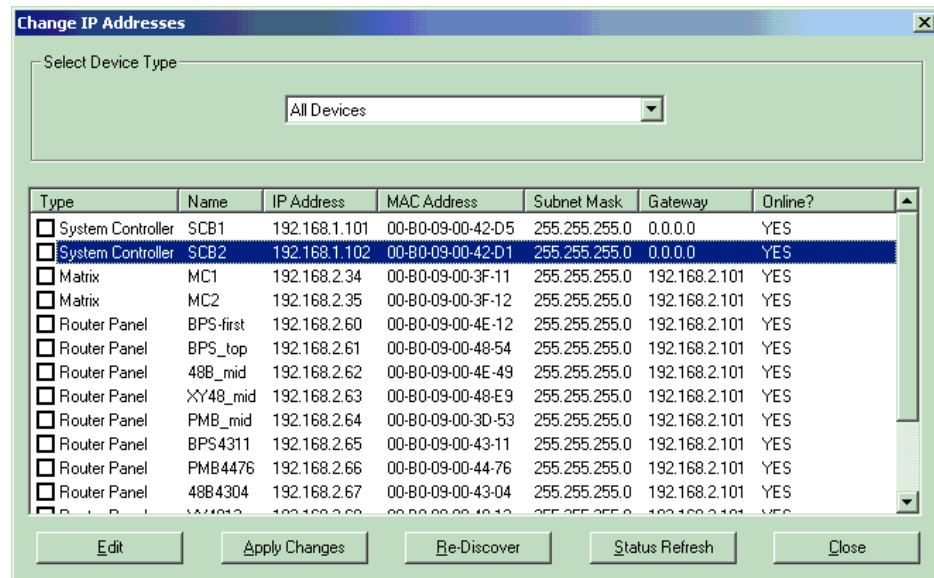 Change IP Addresses
Select Device Type
All Devices
Type Name IP Address MAC Address Subnet Mask Gateway Online?
System Controller SCB1 192.168.1.101 00-B0-09-00-42-D5 255.255.255.0 0.0.0.0 YES
System Controller SCB2 192.168.1.102 00-B0-09-00-42-D1 255.255.255.0 0.0.0.0 YES
Matrix MC1 192.168.2.34 00-B0-09-00-3F-11 255.255.255.0 192.168.2.101 YES
Matrix MC2 192.168.2.35 00-B0-09-00-3F-12 255.255.255.0 192.168.2.101 YES
Router Panel BPS-first 192.168.2.60 00-B0-09-00-4E-12 255.255.255.0 192.168.2.101 YES
Router Panel BPS_top 192.168.2.61 00-B0-09-00-48-54 255.255.255.0 192.168.2.101 YES
Router Panel 48B_mid 192.168.2.62 00-B0-09-00-4E-49 255.255.255.0 192.168.2.101 YES
Router Panel XY48_mid 192.168.2.63 00-B0-09-00-48-E9 255.255.255.0 192.168.2.101 YES
Router Panel PMB_mid 192.168.2.64 00-B0-09-00-3D-53 255.255.255.0 192.168.2.101 YES
Router Panel BPS4311 192.168.2.65 00-B0-09-00-43-11 255.255.255.0 192.168.2.101 YES
Router Panel PMB4476 192.168.2.66 00-B0-09-00-44-76 255.255.255.0 192.168.2.101 YES
Router Panel 48B4304 192.168.2.67 00-B0-09-00-43-04 255.255.255.0 192.168.2.101 YES
Edit Apply Changes Re-Discover Status Refresh Close